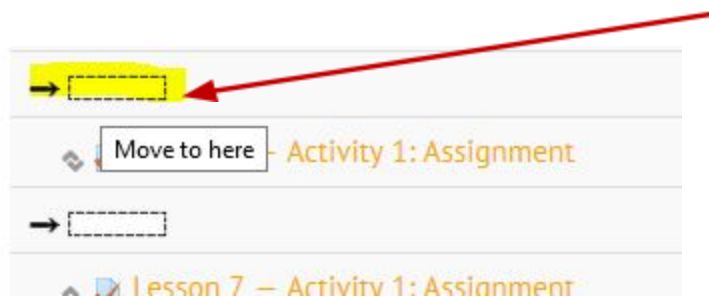 Move to here – Activity 1: Assignment
Lesson 7 – Activity 1: Assignment